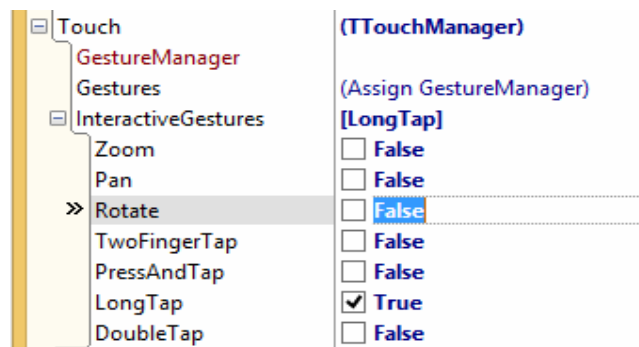 Touch (TTouchManager)
GestureManager
Gestures (Assign GestureManager)
InteractiveGestures [LongTap]
Zoom False
Pan False
Rotate False
TwoFingerTap False
PressAndTap False
LongTap True
DoubleTap False